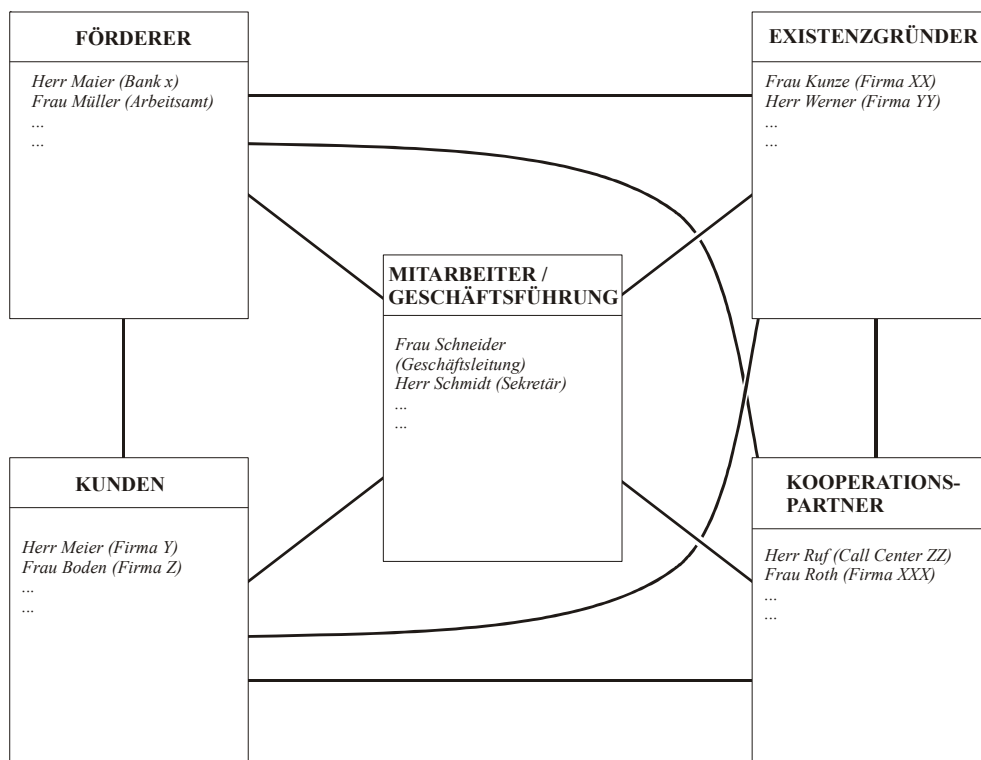 FÖRDERER
Herr Maier (Bank x)
Frau Müller (Arbeitsamt)
...
...
EXISTENZGRÜNDER
Frau Kunze (Firma XX)
Herr Werner (Firma YY)
...
...
MITARBEITER /
GESCHÄFTSFÜHRUNG
Frau Schneider
(Geschäftsleitung)
Herr Schmidt (Sekretär)
...
...
KUNDEN
Herr Meier (Firma Y)
Frau Boden (Firma Z)
...
...
KOOPERATIONS-
PARTNER
Herr Ruf (Call Center ZZ)
Frau Roth (Firma XXX)
...
...